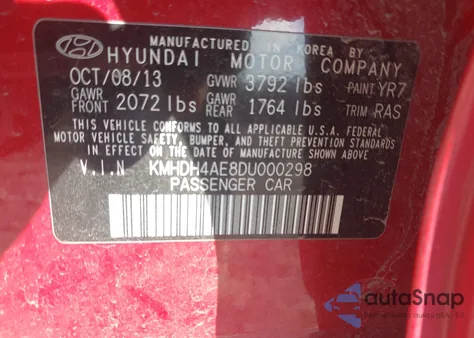 MANUFACTURED IN KOREA BY
HYUNDAI MOTOR COMPANY
OCT/08/13 GVWR 3792 lbs PAINT YR7
GAWR FRONT 2072 lbs GAWR REAR 1764 lbs TRIM RAS
THIS VEHICLE CONFORMS TO ALL APPLICABLE U.S.A. FEDERAL
MOTOR VEHICLE SAFETY, BUMPER, AND THEFT PREVENTION
STANDARDS IN EFFECT ON THE DATE OF MANUFACTURE
V.I.N KMHDH4AE8DU000298
PASSENGER CAR
autoSnap